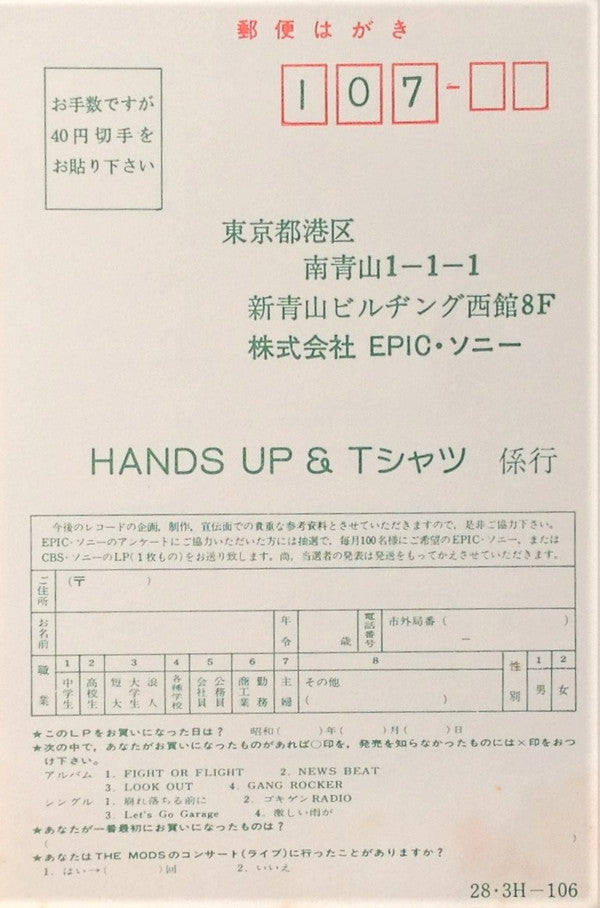 郵便はがき
107-
お手数ですが
40円切手を
お貼り下さい
東京都港区
南青山1-1-1
新青山ビルヂング西館8F
株式会社 EPIC・ソニー
HANDS UP & Tシャツ 係行
今後のレコードの企画，制作，宣伝面での貴重な参考資料とさせていただきますので，是非ご協力下さい。
EPIC・ソニーのアンケートにご協力いただいた方には抽選で，毎月100名様にご希望のEPIC・ソニー，または
CBS・ソニーのLP(1枚もの)をお送り致します。尚，当選者の発表は発送をもってかえさせていただきます。
ご住所 (〒 )
お名前 年令 歳 電話番号 市外局番( ) −
職業 1 2 3 4 5 6 7 8 性別 1 2
中学生 高校生 短大 大学生 浪人 各種学校 会社員 公務員 商工業 勤務 主婦 その他( ) 男 女
★このLPをお買いになった日は？ 昭和( )年( )月( )日
★次の中で，あなたがお買いになったものがあれば○印を，発売を知らなかったものには×印をおつ
け下さい。
アルバム 1. FIGHT OR FLIGHT 2. NEWS BEAT
3. LOOK OUT 4. GANG ROCKER
シングル 1. 崩れ落ちる前に 2. ゴキゲンRADIO
3. Let's Go Garage 4. 激しい雨が
★あなたが一番最初にお買いになったものは？
( )
★あなたはTHE MODSのコンサート(ライブ)に行ったことがありますか？
1. はい→( )回 2. いいえ
28・3H−106